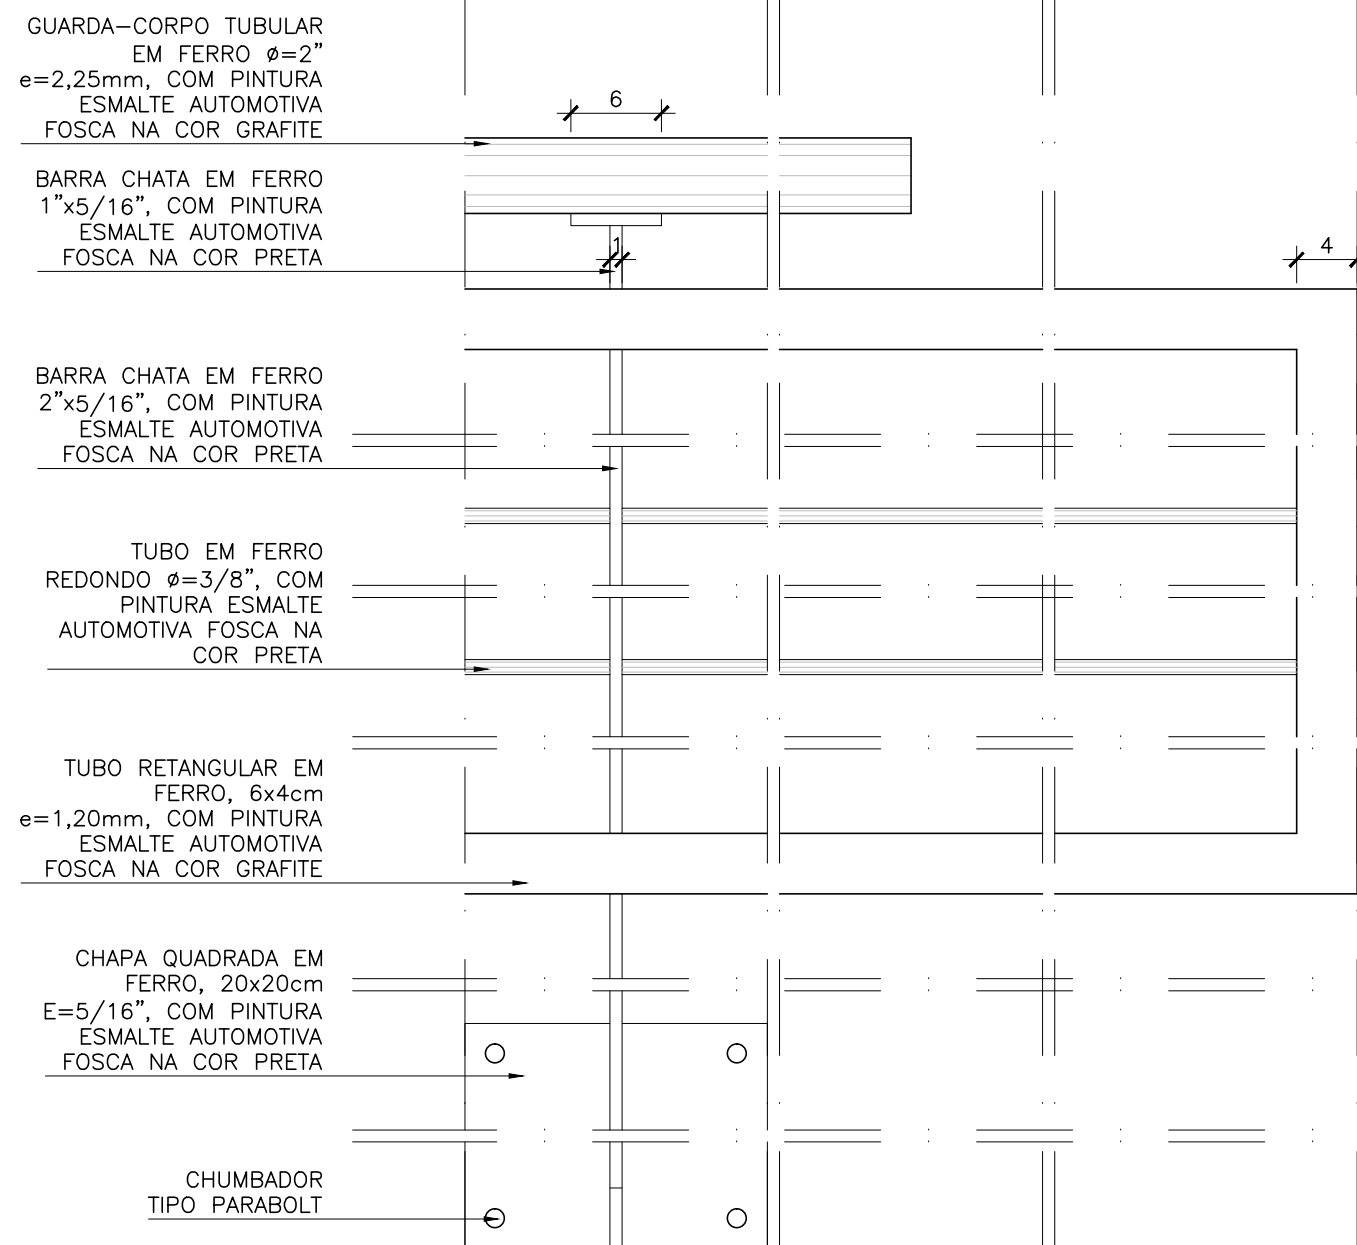 GUARDA-CORPO TUBULAR
EM FERRO ø=2"
e=2,25mm, COM PINTURA
ESMALTE AUTOMOTIVA
FOSCA NA COR GRAFITE
6
BARRA CHATA EM FERRO
1"x5/16", COM PINTURA
ESMALTE AUTOMOTIVA
FOSCA NA COR PRETA
1
4
BARRA CHATA EM FERRO
2"x5/16", COM PINTURA
ESMALTE AUTOMOTIVA
FOSCA NA COR PRETA
TUBO EM FERRO
REDONDO ø=3/8", COM
PINTURA ESMALTE
AUTOMOTIVA FOSCA NA
COR PRETA
TUBO RETANGULAR EM
FERRO, 6x4cm
e=1,20mm, COM PINTURA
ESMALTE AUTOMOTIVA
FOSCA NA COR GRAFITE
CHAPA QUADRADA EM
FERRO, 20x20cm
E=5/16", COM PINTURA
ESMALTE AUTOMOTIVA
FOSCA NA COR PRETA
CHUMBADOR
TIPO PARABOLT